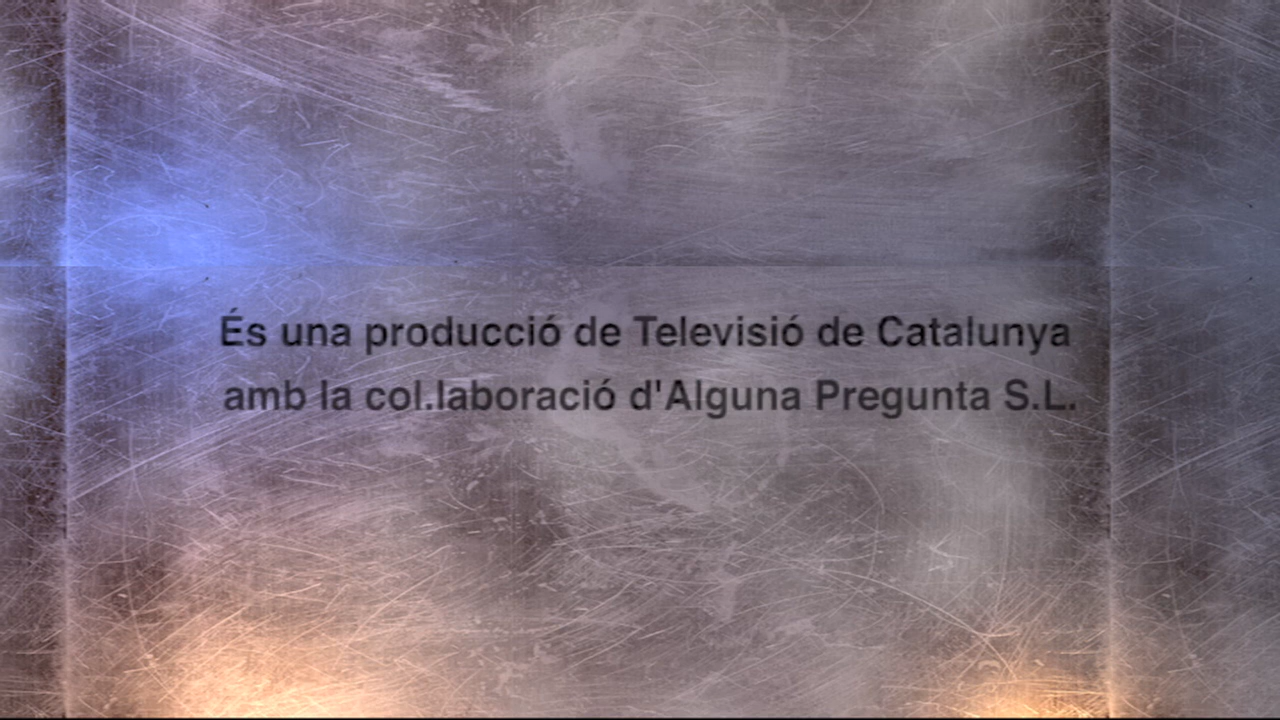 És una producció de Televisió de Catalunya
amb la col.laboració d'Alguna Pregunta S.L.